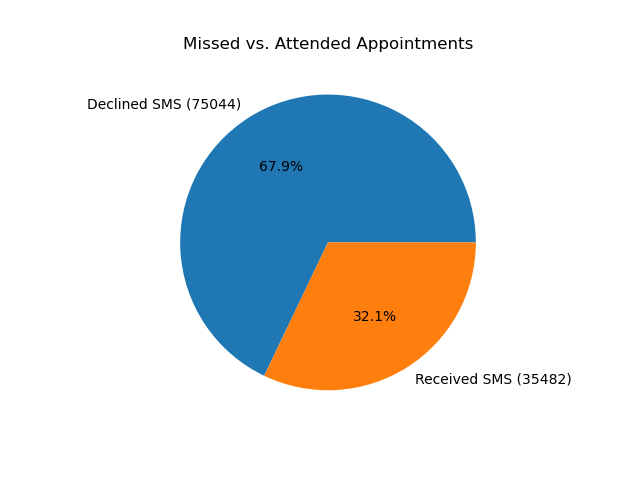 Missed vs. Attended Appointments
Declined SMS (75044)
67.9%
32.1%
Received SMS (35482)